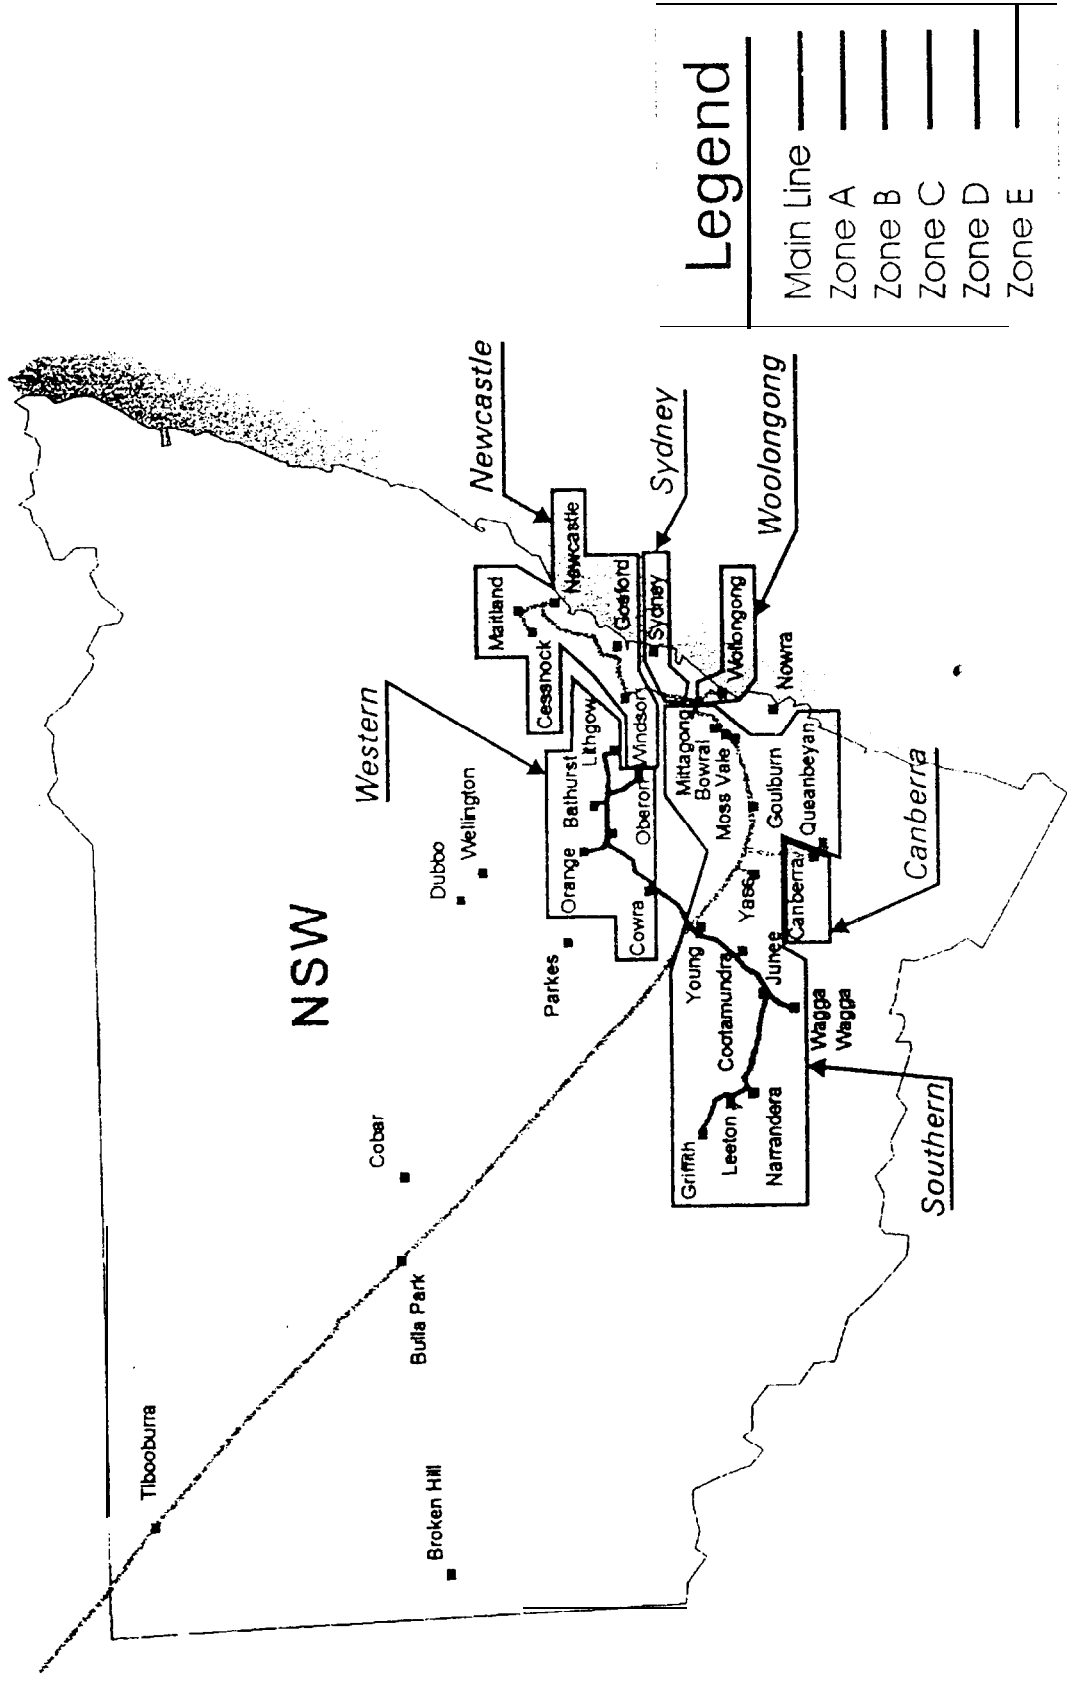 NSW
Tibooburra
Broken Hill
Bulla Park
Cobar
Parkes
Dubbo
Wellington
Western
Orange
Bathurst
Lithgow
Oberon
Windsor
Cowra
Cessnock
Maitland
Newcastle
Newcastle
Gosford
Sydney
Sydney
Woolongong
Wollongong
Nowra
Mittagong
Bowral
Moss Vale
Goulburn
Queanbeyan
Yass
Canberra
Canberra
Young
Cootamundra
Junee
Wagga
Wagga
Griffith
Leeton
Narrandera
Southern
Legend
Main Line
Zone A
Zone B
Zone C
Zone D
Zone E